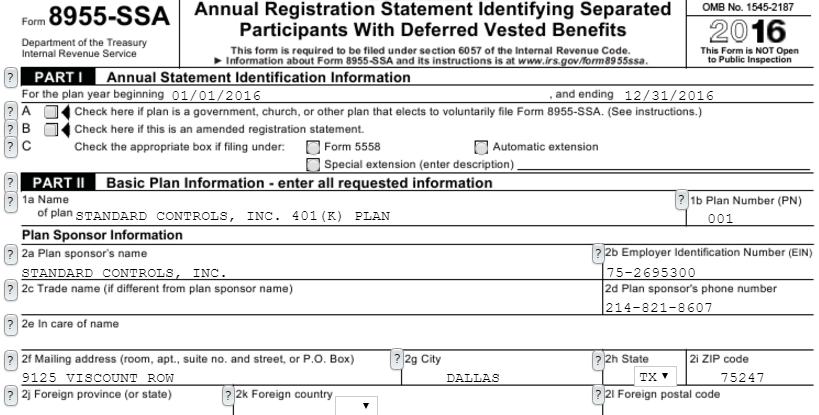 Form 8955-SSA
Department of the Treasury
Internal Revenue Service
Annual Registration Statement Identifying Separated
Participants With Deferred Vested Benefits
This form is required to be filed under section 6057 of the Internal Revenue Code.
► Information about Form 8955-SSA and its instructions is at www.irs.gov/form8955ssa.
OMB No. 1545-2187
2016
This Form is NOT Open
to Public Inspection
? PART I Annual Statement Identification Information
For the plan year beginning 01/01/2016 , and ending 12/31/2016
? A Check here if plan is a government, church, or other plan that elects to voluntarily file Form 8955-SSA. (See instructions.)
? B Check here if this is an amended registration statement.
? C Check the appropriate box if filing under: Form 5558 Automatic extension
Special extension (enter description)
? PART II Basic Plan Information - enter all requested information
? 1a Name
of plan STANDARD CONTROLS, INC. 401(K) PLAN
? 1b Plan Number (PN)
001
Plan Sponsor Information
? 2a Plan sponsor's name
STANDARD CONTROLS, INC.
? 2b Employer Identification Number (EIN)
75-2695300
? 2c Trade name (if different from plan sponsor name)
2d Plan sponsor's phone number
214-821-8607
? 2e In care of name
? 2f Mailing address (room, apt., suite no. and street, or P.O. Box)
9125 VISCOUNT ROW
? 2g City
DALLAS
? 2h State
TX ▼
2i ZIP code
75247
? 2j Foreign province (or state)
? 2k Foreign country
▼
? 2l Foreign postal code